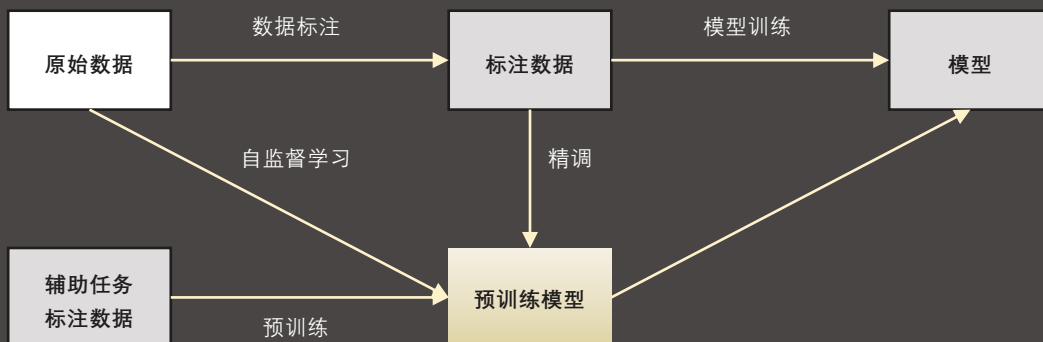 数据标注
模型训练
原始数据
标注数据
模型
自监督学习
精调
辅助任务
标注数据
预训练模型
预训练